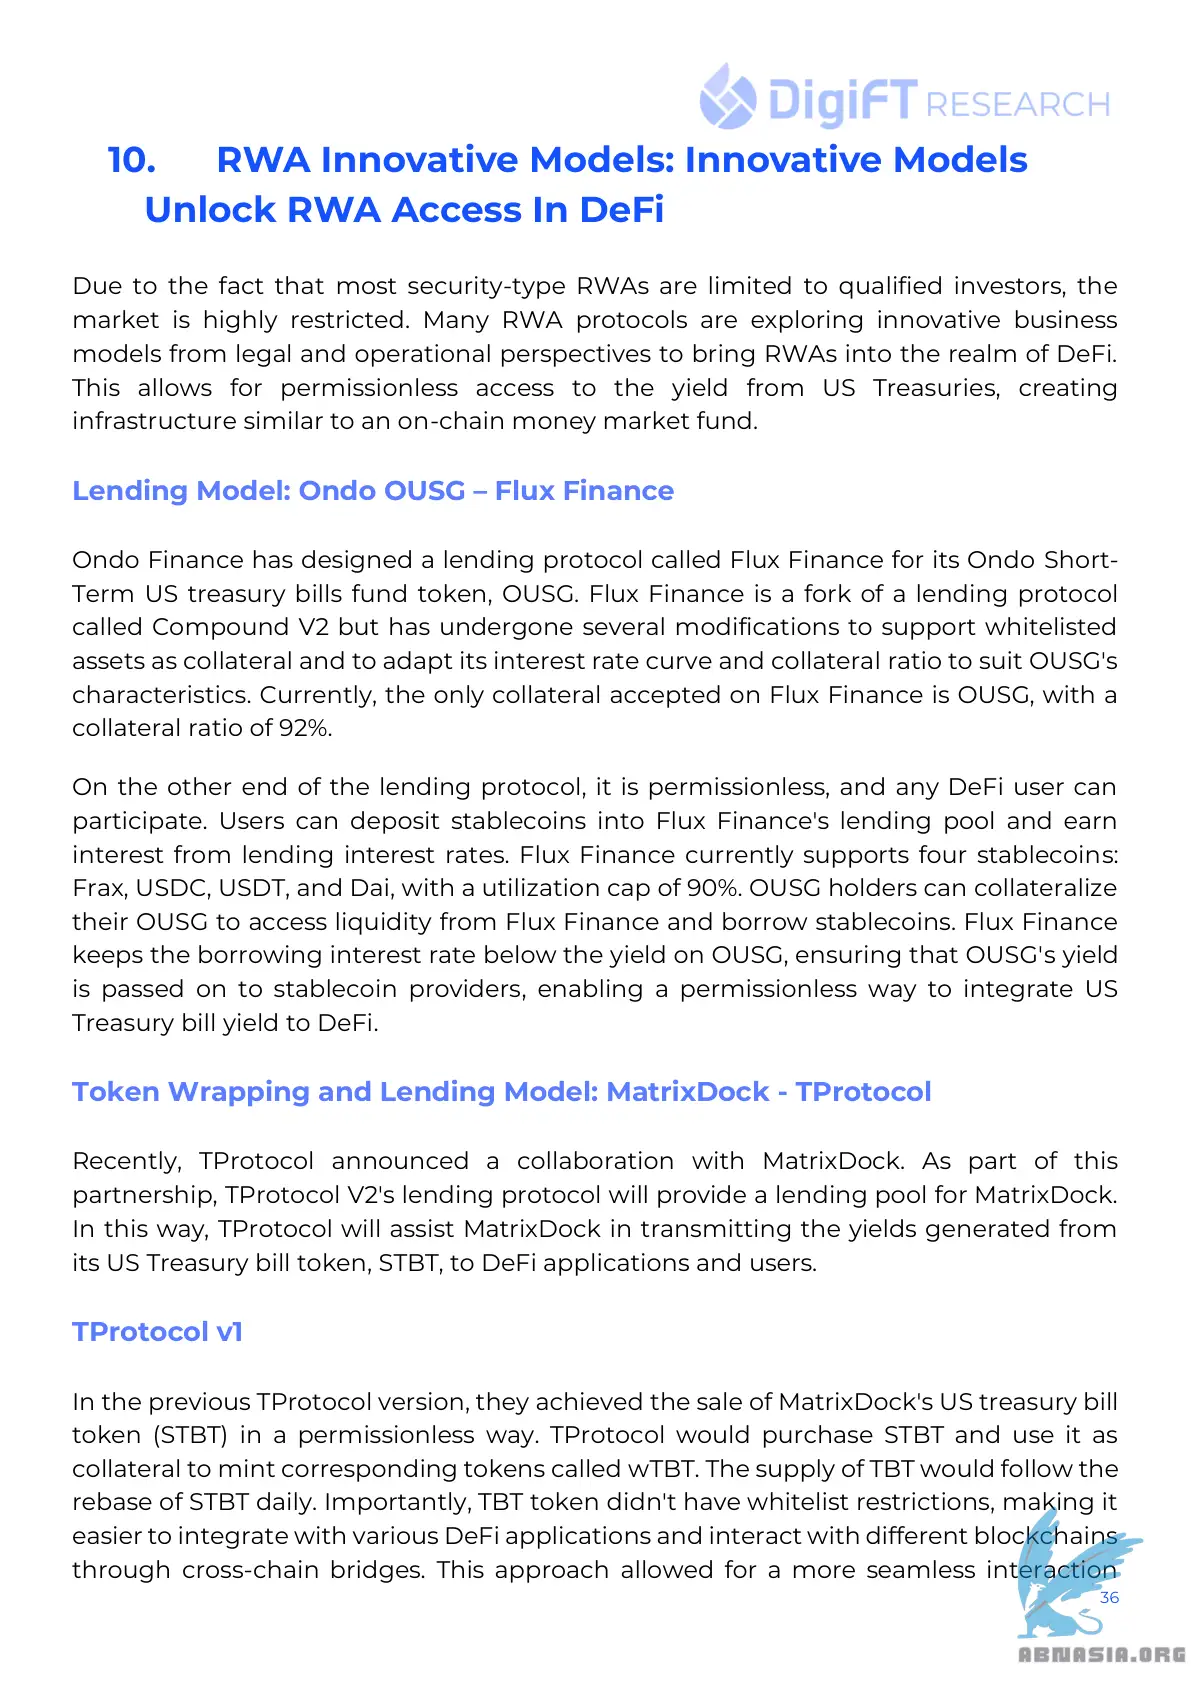 DigiFT RESEARCH
10. RWA Innovative Models: Innovative Models
Unlock RWA Access In DeFi
Due to the fact that most security-type RWAs are limited to qualified investors, the
market is highly restricted. Many RWA protocols are exploring innovative business
models from legal and operational perspectives to bring RWAs into the realm of DeFi.
This allows for permissionless access to the yield from US Treasuries, creating
infrastructure similar to an on-chain money market fund.
Lending Model: Ondo OUSG – Flux Finance
Ondo Finance has designed a lending protocol called Flux Finance for its Ondo Short-
Term US treasury bills fund token, OUSG. Flux Finance is a fork of a lending protocol
called Compound V2 but has undergone several modifications to support whitelisted
assets as collateral and to adapt its interest rate curve and collateral ratio to suit OUSG's
characteristics. Currently, the only collateral accepted on Flux Finance is OUSG, with a
collateral ratio of 92%.
On the other end of the lending protocol, it is permissionless, and any DeFi user can
participate. Users can deposit stablecoins into Flux Finance's lending pool and earn
interest from lending interest rates. Flux Finance currently supports four stablecoins:
Frax, USDC, USDT, and Dai, with a utilization cap of 90%. OUSG holders can collateralize
their OUSG to access liquidity from Flux Finance and borrow stablecoins. Flux Finance
keeps the borrowing interest rate below the yield on OUSG, ensuring that OUSG's yield
is passed on to stablecoin providers, enabling a permissionless way to integrate US
Treasury bill yield to DeFi.
Token Wrapping and Lending Model: MatrixDock - TProtocol
Recently, TProtocol announced a collaboration with MatrixDock. As part of this
partnership, TProtocol V2's lending protocol will provide a lending pool for MatrixDock.
In this way, TProtocol will assist MatrixDock in transmitting the yields generated from
its US Treasury bill token, STBT, to DeFi applications and users.
TProtocol v1
In the previous TProtocol version, they achieved the sale of MatrixDock's US treasury bill
token (STBT) in a permissionless way. TProtocol would purchase STBT and use it as
collateral to mint corresponding tokens called wTBT. The supply of TBT would follow the
rebase of STBT daily. Importantly, TBT token didn't have whitelist restrictions, making it
easier to integrate with various DeFi applications and interact with different blockchains
through cross-chain bridges. This approach allowed for a more seamless interaction
36
ABNASIA.ORG